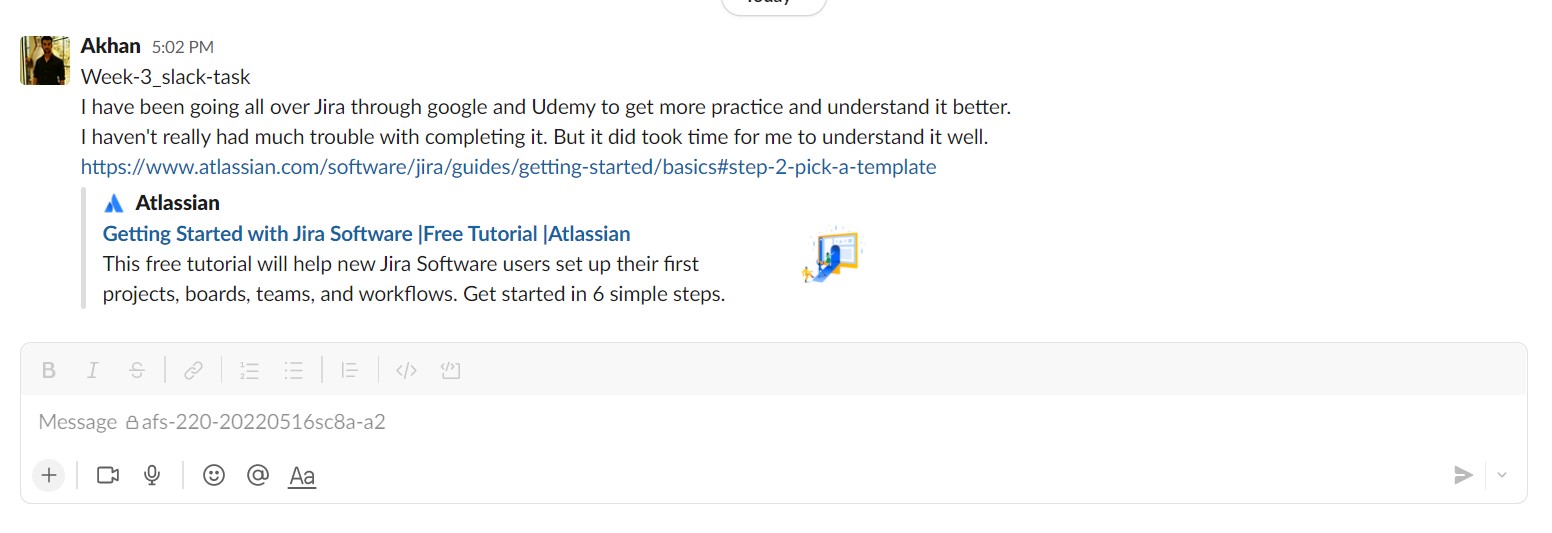 Today
Akhan 5:02 PM
Week-3_slack-task
I have been going all over Jira through google and Udemy to get more practice and understand it better.
I haven't really had much trouble with completing it. But it did took time for me to understand it well.
https://www.atlassian.com/software/jira/guides/getting-started/basics#step-2-pick-a-template
Atlassian
Getting Started with Jira Software |Free Tutorial |Atlassian
This free tutorial will help new Jira Software users set up their first
projects, boards, teams, and workflows. Get started in 6 simple steps.
B I S
Message afs-220-20220516sc8a-a2
Aa